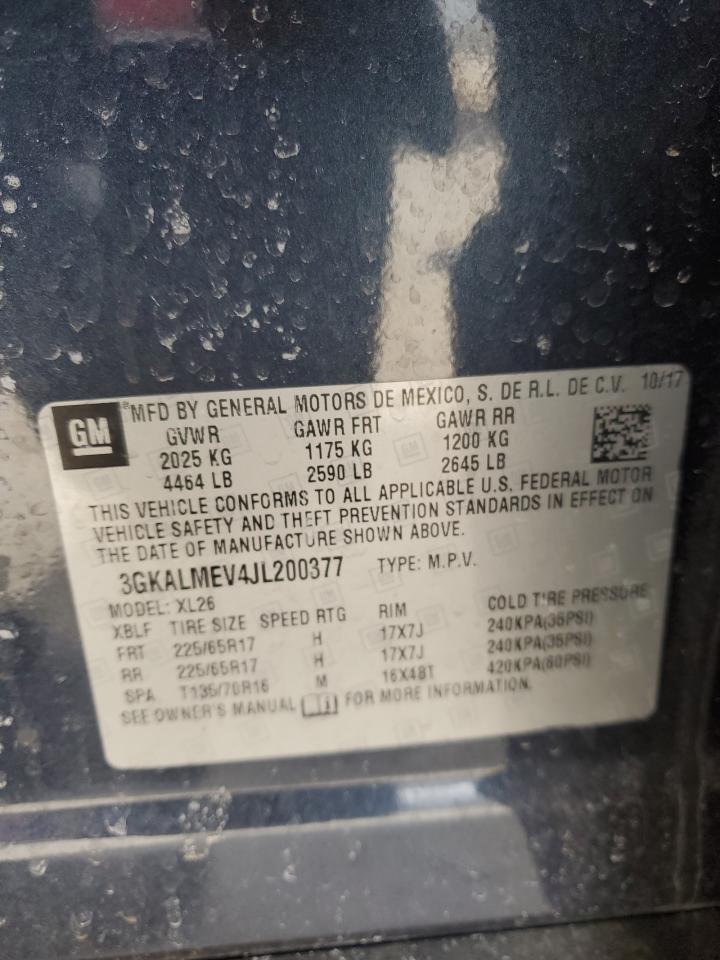 GM
®MFD BY GENERAL MOTORS DE MEXICO, S. DE R.L. DE C.V. 10/17
GVWR GAWR FRT GAWR RR
2025 KG 1175 KG 1200 KG
4464 LB 2590 LB 2645 LB
THIS VEHICLE CONFORMS TO ALL APPLICABLE U.S. FEDERAL MOTOR
VEHICLE SAFETY AND THEFT PREVENTION STANDARDS IN EFFECT ON
THE DATE OF MANUFACTURE SHOWN ABOVE.
3GKALMEV4JL200377 TYPE: M.P.V.
MODEL: XL26
XBLF TIRE SIZE SPEED RTG RIM COLD TIRE PRESSURE
FRT 225/65R17 H 17X7J 240KPA(35PSI)
RR 225/65R17 H 17X7J 240KPA(35PSI)
SPA T135/70R16 M 16X4BT 420KPA(60PSI)
SEE OWNER'S MANUAL FOR MORE INFORMATION.